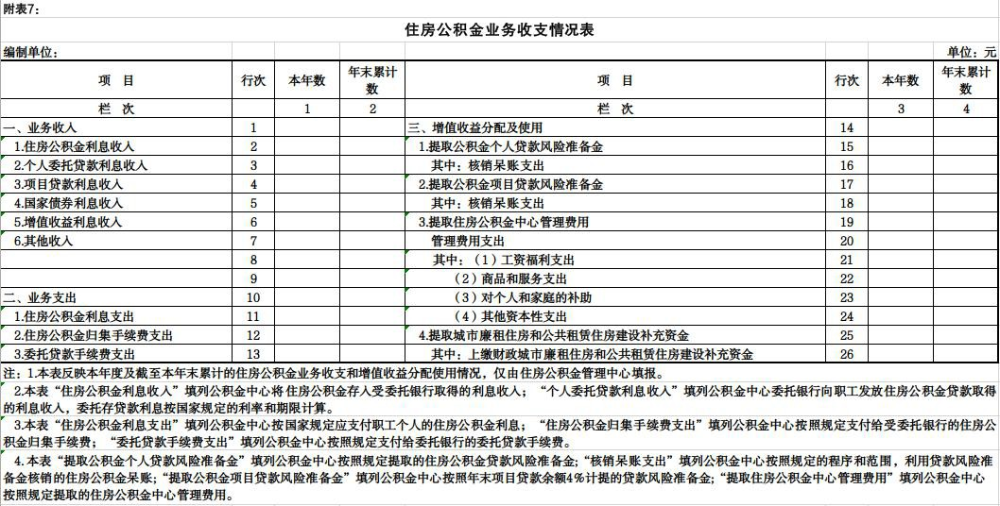 附表7：
住房公积金业务收支情况表
编制单位： 单位：元
项 目 行次 本年数 年末累计数 项 目 行次 本年数 年末累计数
栏 次 1 2 栏 次 3 4
一、业务收入 1 三、增值收益分配及使用 14
1.住房公积金利息收入 2 1.提取公积金个人贷款风险准备金 15
2.个人委托贷款利息收入 3 其中：核销呆账支出 16
3.项目贷款利息收入 4 2.提取公积金项目贷款风险准备金 17
4.国家债券利息收入 5 其中：核销呆账支出 18
5.增值收益利息收入 6 3.提取住房公积金中心管理费用 19
6.其他收入 7 管理费用支出 20
8 其中：（1）工资福利支出 21
9 （2）商品和服务支出 22
二、业务支出 10 （3）对个人和家庭的补助 23
1.住房公积金利息支出 11 （4）其他资本性支出 24
2.住房公积金归集手续费支出 12 4.提取城市廉租住房和公共租赁住房建设补充资金 25
3.委托贷款手续费支出 13 其中：上缴财政城市廉租住房和公共租赁住房建设补充资金 26
注：1.本表反映本年度及截至本年末累计的住房公积金业务收支和增值收益分配使用情况，仅由住房公积金管理中心填报。
2.本表“住房公积金利息收入”填列公积金中心将住房公积金存入受委托银行取得的利息收入；“个人委托贷款利息收入”填列公积金中心委托银行向职工发放住房公积金贷款取得
的利息收入，委托存贷款利息按国家规定的利率和期限计算。
3.本表“住房公积金利息支出”填列公积金中心按国家规定应支付职工个人的住房公积金利息；“住房公积金归集手续费支出”填列公积金中心按照规定支付给受委托银行的住房公
积金归集手续费；“委托贷款手续费支出”填列公积金中心按照规定支付给委托银行的委托贷款手续费。
4.本表“提取公积金个人贷款风险准备金”填列公积金中心按照规定提取的住房公积金贷款风险准备金;“核销呆账支出”填列公积金中心按照规定的程序和范围，利用贷款风险准
备金核销的住房公积金呆账;“提取公积金项目贷款风险准备金”填列公积金中心按照年末项目贷款余额4%计提的贷款风险准备金;“提取住房公积金中心管理费用”填列公积金中心
按照规定提取的住房公积金中心管理费用。